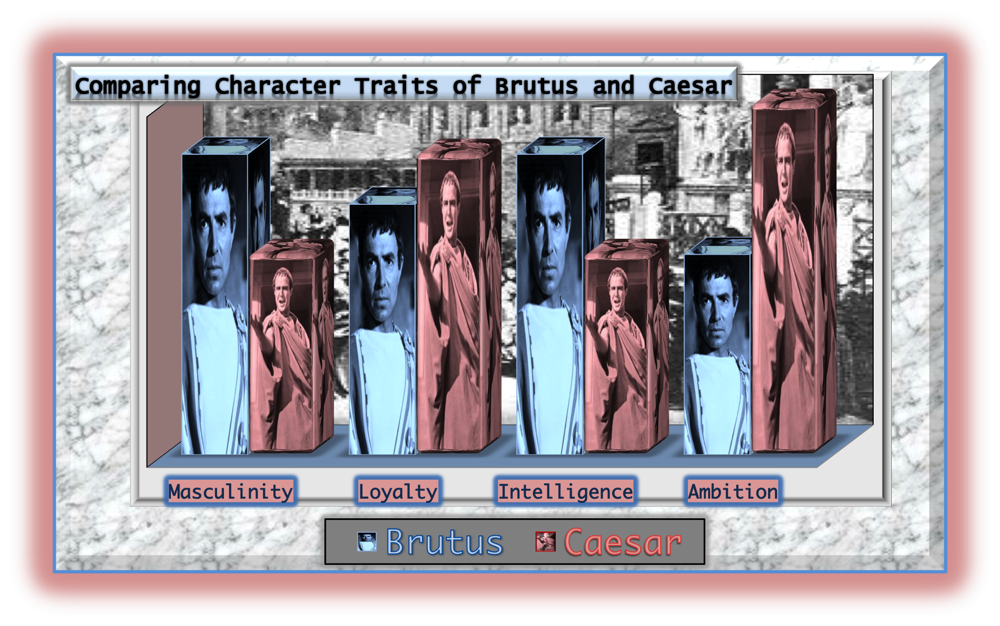 Comparing Character Traits of Brutus and Caesar
Masculinity Loyalty Intelligence Ambition
Brutus Caesar